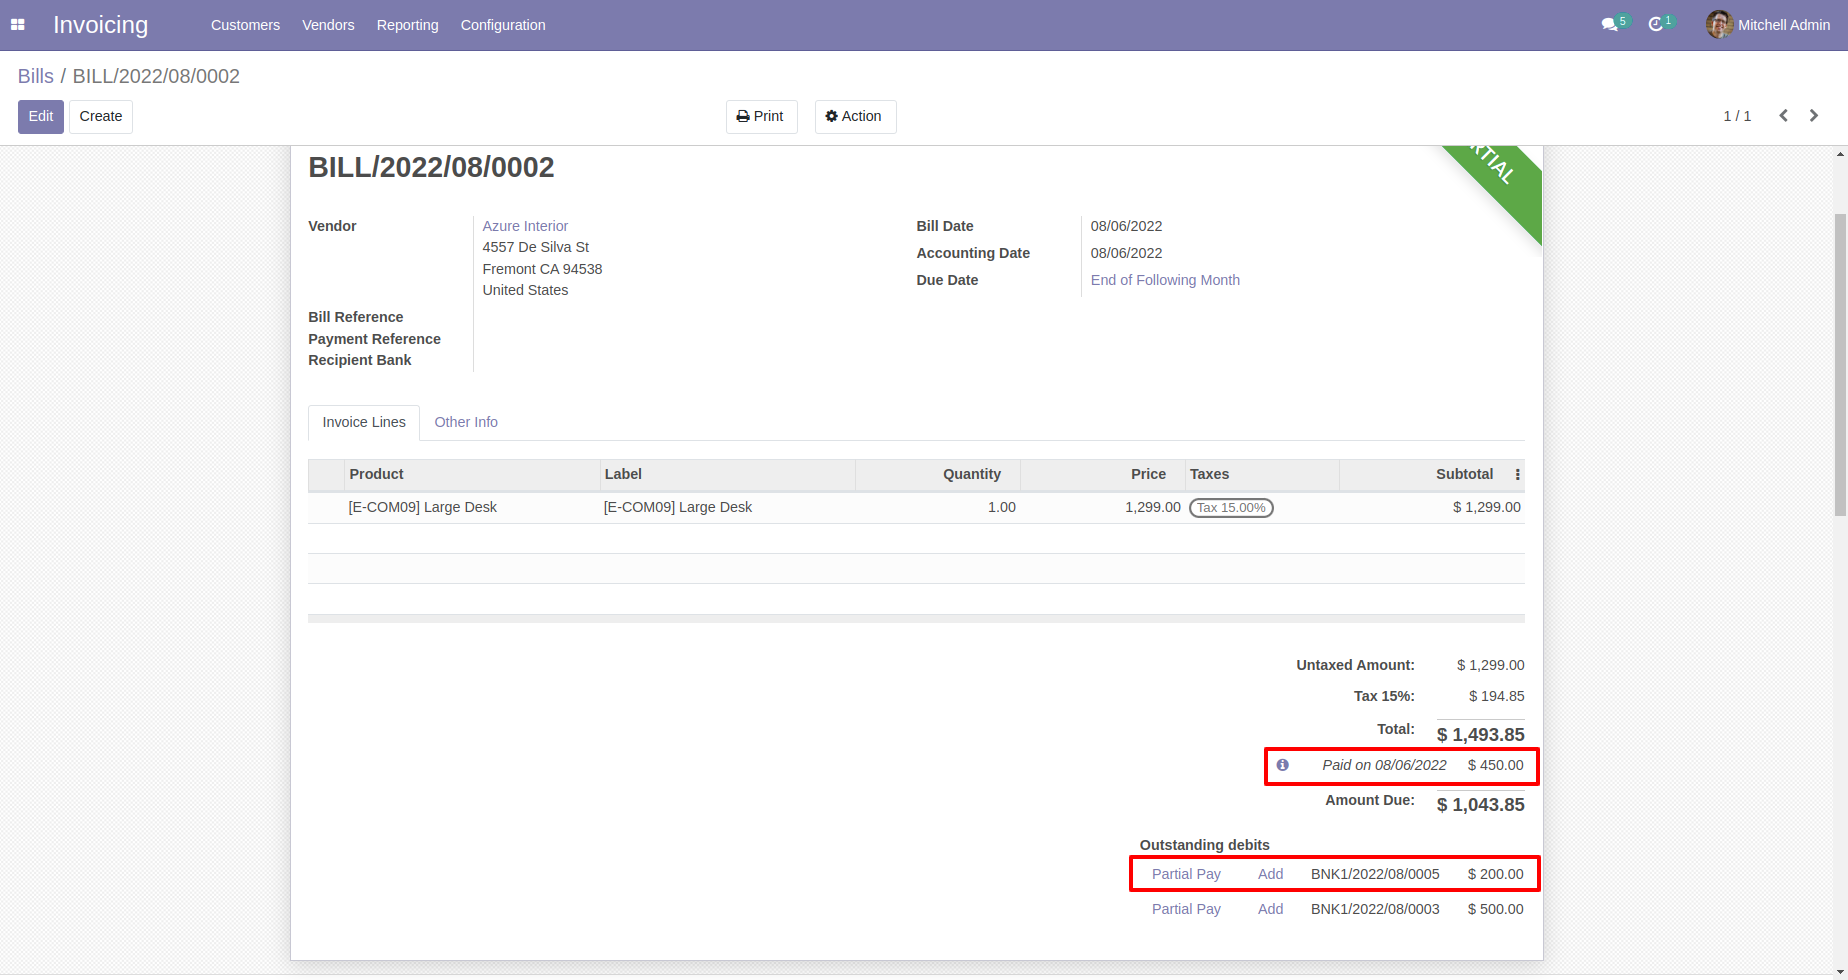 Invoicing Customers Vendors Reporting Configuration 5 1 Mitchell Admin
Bills / BILL/2022/08/0002
Edit Create Print Action 1 / 1
BILL/2022/08/0002
RTIAL
Vendor Azure Interior Bill Date 08/06/2022
4557 De Silva St Accounting Date 08/06/2022
Fremont CA 94538 Due Date End of Following Month
United States
Bill Reference
Payment Reference
Recipient Bank
Invoice Lines Other Info
Product Label Quantity Price Taxes Subtotal
[E-COM09] Large Desk [E-COM09] Large Desk 1.00 1,299.00 Tax 15.00% $ 1,299.00
Untaxed Amount: $ 1,299.00
Tax 15%: $ 194.85
Total: $ 1,493.85
Paid on 08/06/2022 $ 450.00
Amount Due: $ 1,043.85
Outstanding debits
Partial Pay Add BNK1/2022/08/0005 $ 200.00
Partial Pay Add BNK1/2022/08/0003 $ 500.00